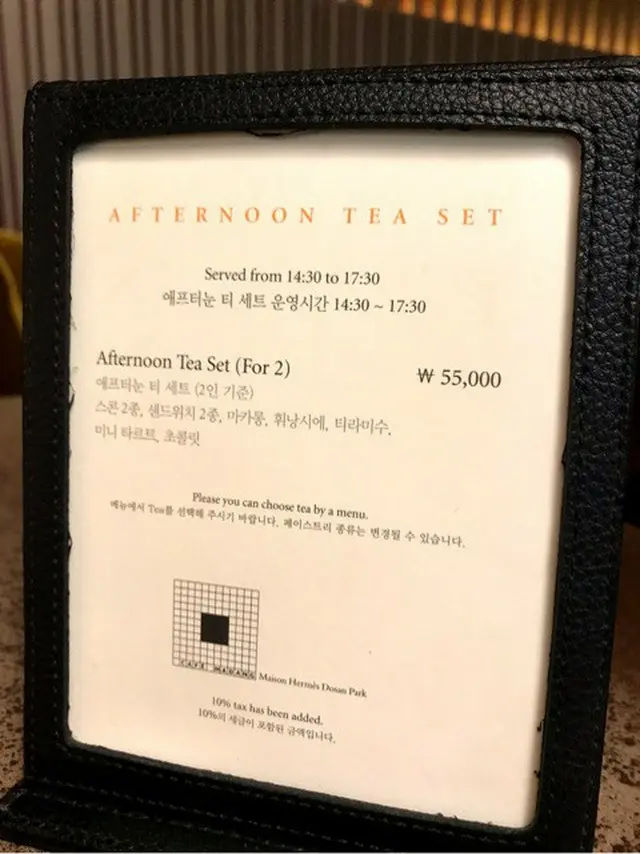 AFTERNOON TEA SET
Served from 14:30 to 17:30
애프터눈 티 세트 운영시간 14:30 ~ 17:30
Afternoon Tea Set (For 2)
₩ 55,000
애프터눈 티 세트 (2인 기준)
스콘 2종, 샌드위치 2종, 마카롱, 휘낭시에, 티라미수,
미니 타르트, 초콜릿
Please you can choose tea by a menu.
메뉴에서 Tea를 선택해 주시기 바랍니다. 페이스트리 종류는 변경될 수 있습니다.
CAFÉ MADANG
Maison Hermès Dosan Park
10% tax has been added.
10%의 세금이 포함된 금액입니다.